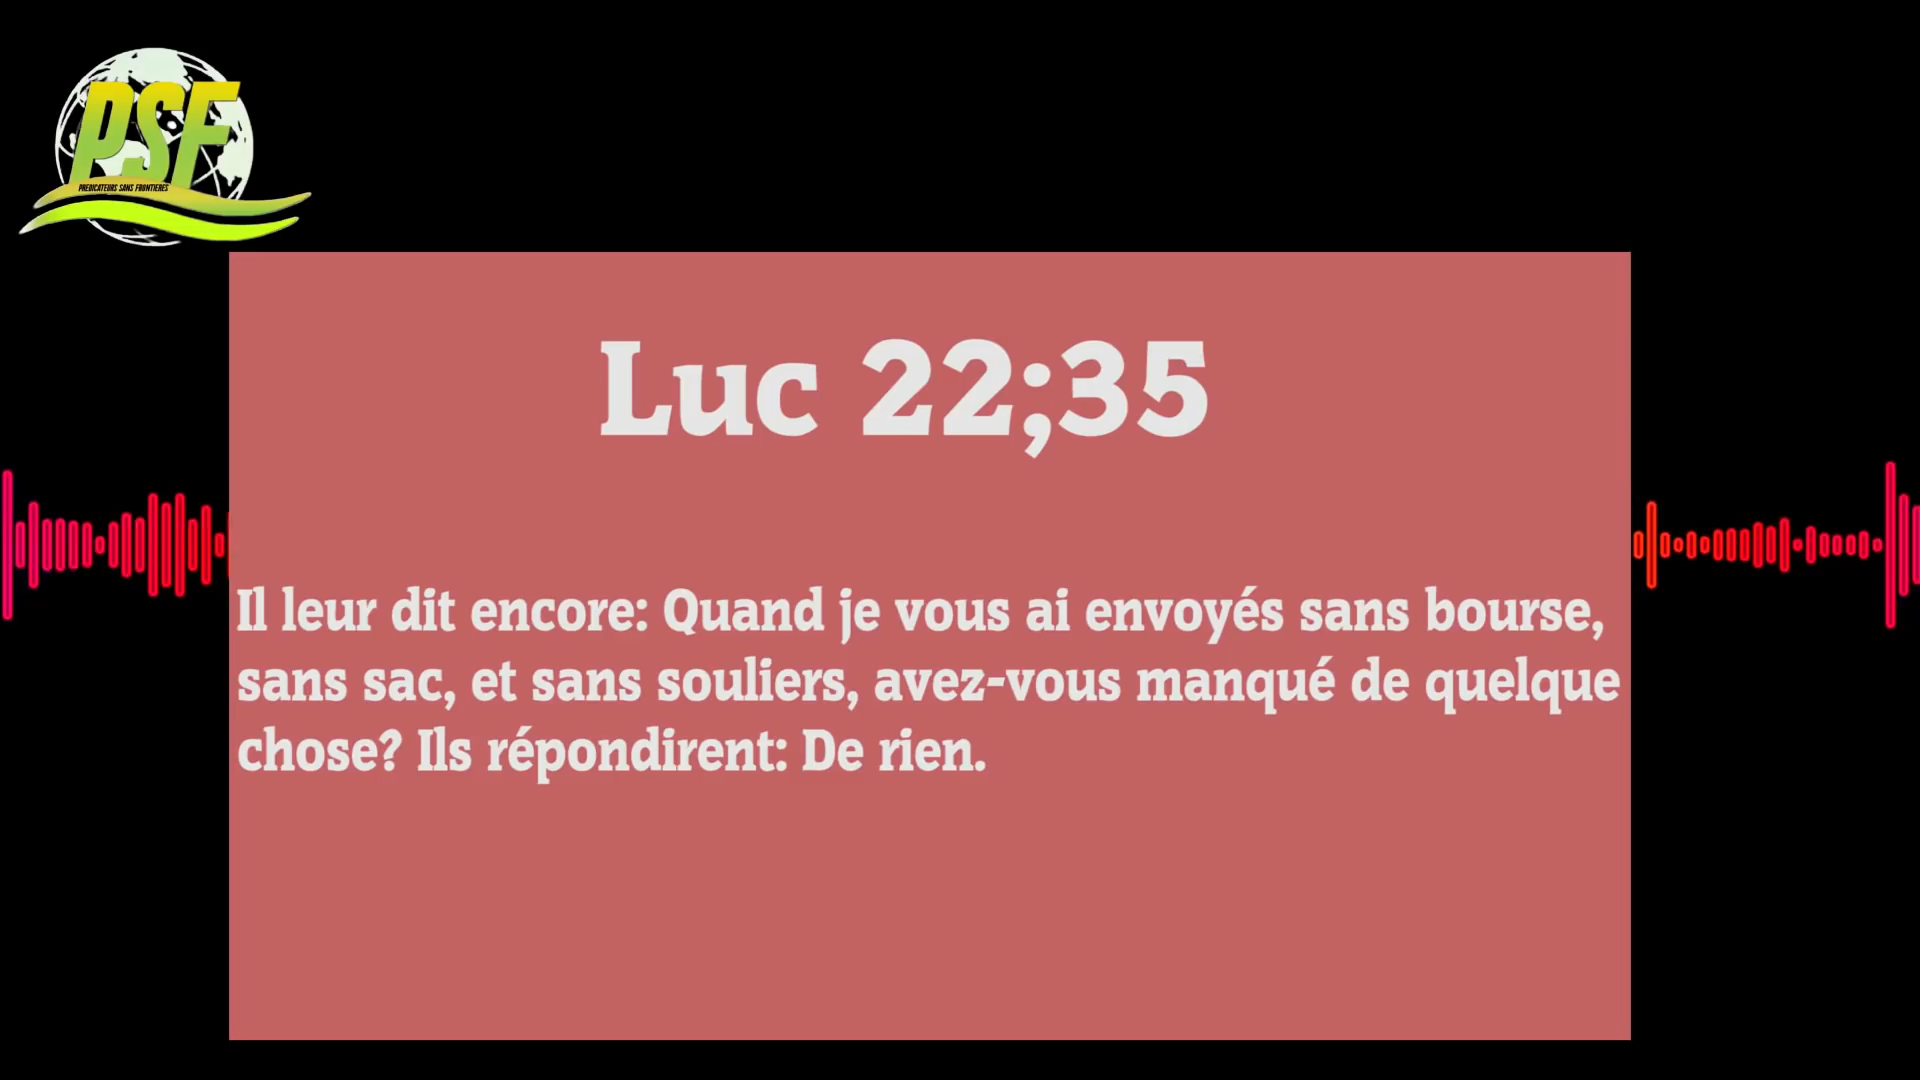 PSF
PREDICATEURS SANS FRONTIERES
Luc 22;35
Il leur dit encore: Quand je vous ai envoyés sans bourse,
sans sac, et sans souliers, avez-vous manqué de quelque
chose? Ils répondirent: De rien.